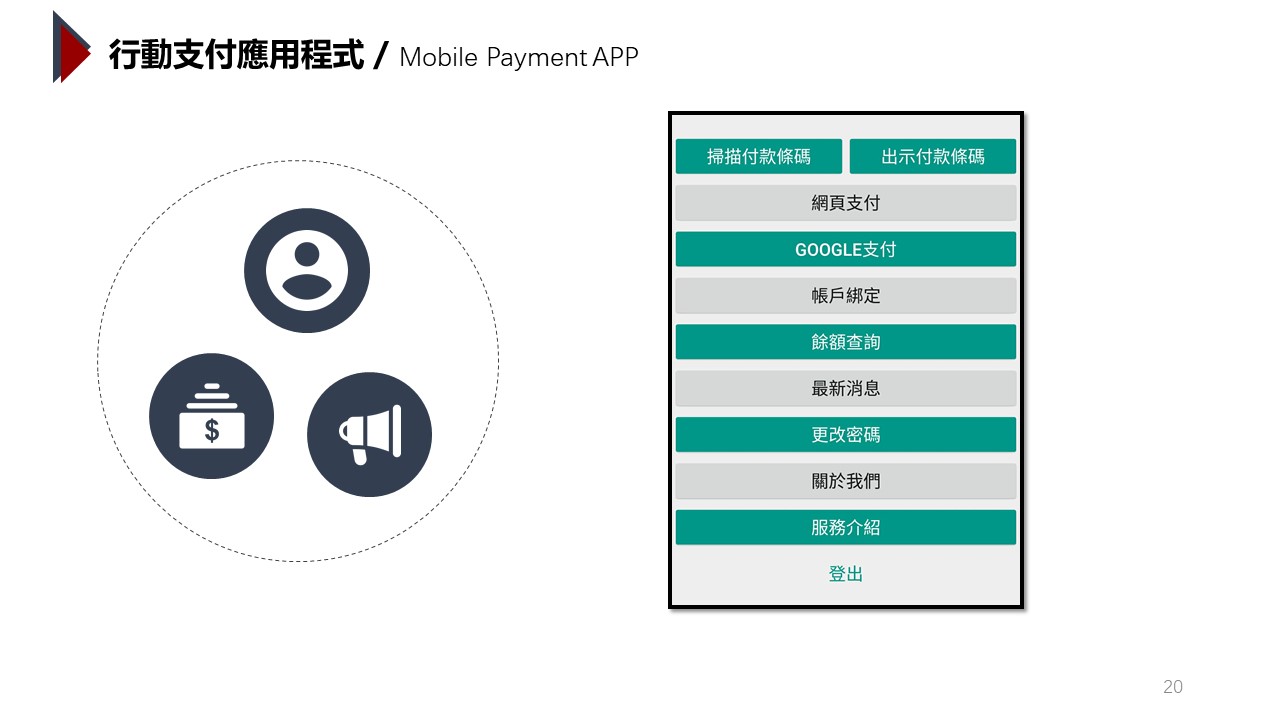 行動支付應用程式 / Mobile Payment APP
掃描付款條碼 出示付款條碼
網頁支付
GOOGLE支付
帳戶綁定
餘額查詢
最新消息
更改密碼
關於我們
服務介紹
登出
$
20